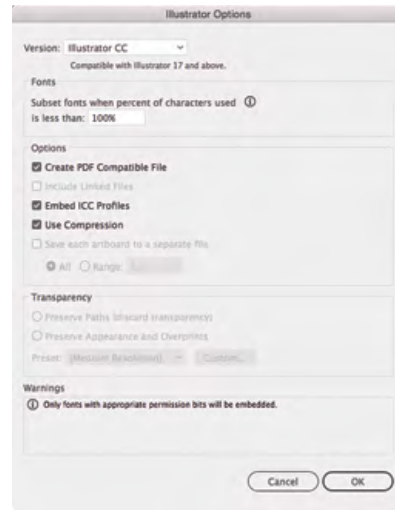 Illustrator Options
Version: Illustrator CC
Compatible with Illustrator 17 and above.
Fonts
Subset fonts when percent of characters used
is less than: 100%
Options
Create PDF Compatible File
Include Linked Files
Embed ICC Profiles
Use Compression
Save each artboard to a separate file
All Range:
Transparency
Preserve Paths (discard transparency)
Preserve Appearance and Overprints
Preset: [Medium Resolution] Custom...
Warnings
Only fonts with appropriate permission bits will be embedded.
Cancel OK